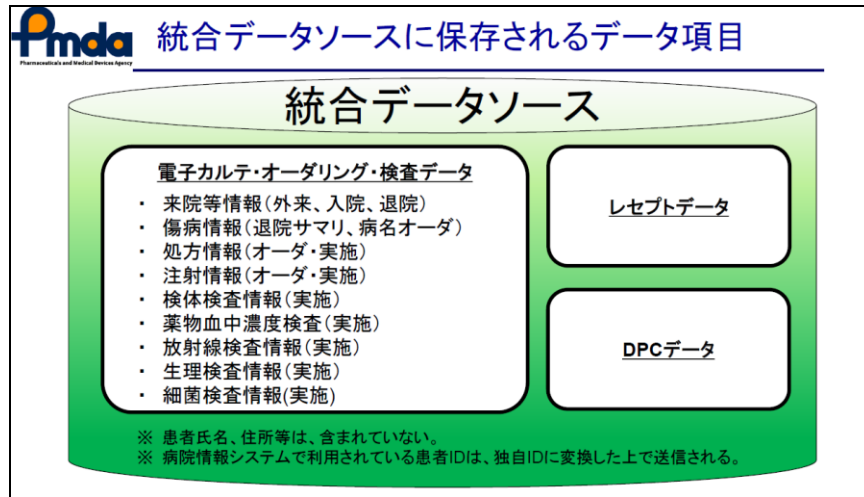 Pmda
Pharmaceuticals and Medical Devices Agency
統合データソースに保存されるデータ項目
統合データソース
電子カルテ・オーダリング・検査データ
・ 来院等情報(外来、入院、退院)
・ 傷病情報(退院サマリ、病名オーダ)
・ 処方情報(オーダ・実施)
・ 注射情報(オーダ・実施)
・ 検体検査情報(実施)
・ 薬物血中濃度検査(実施)
・ 放射線検査情報(実施)
・ 生理検査情報(実施)
・ 細菌検査情報(実施)
レセプトデータ
DPCデータ
※ 患者氏名、住所等は、含まれていない。
※ 病院情報システムで利用されている患者IDは、独自IDに変換した上で送信される。